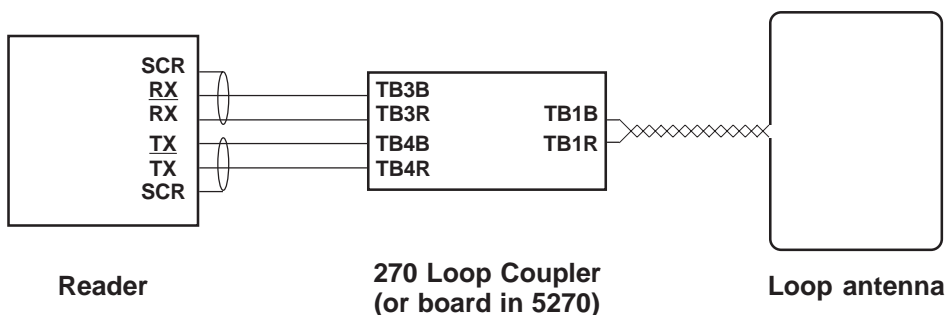 SCR
RX
RX
TX
TX
SCR
TB3B
TB3R
TB4B
TB4R
TB1B
TB1R
Reader
270 Loop Coupler
(or board in 5270)
Loop antenna